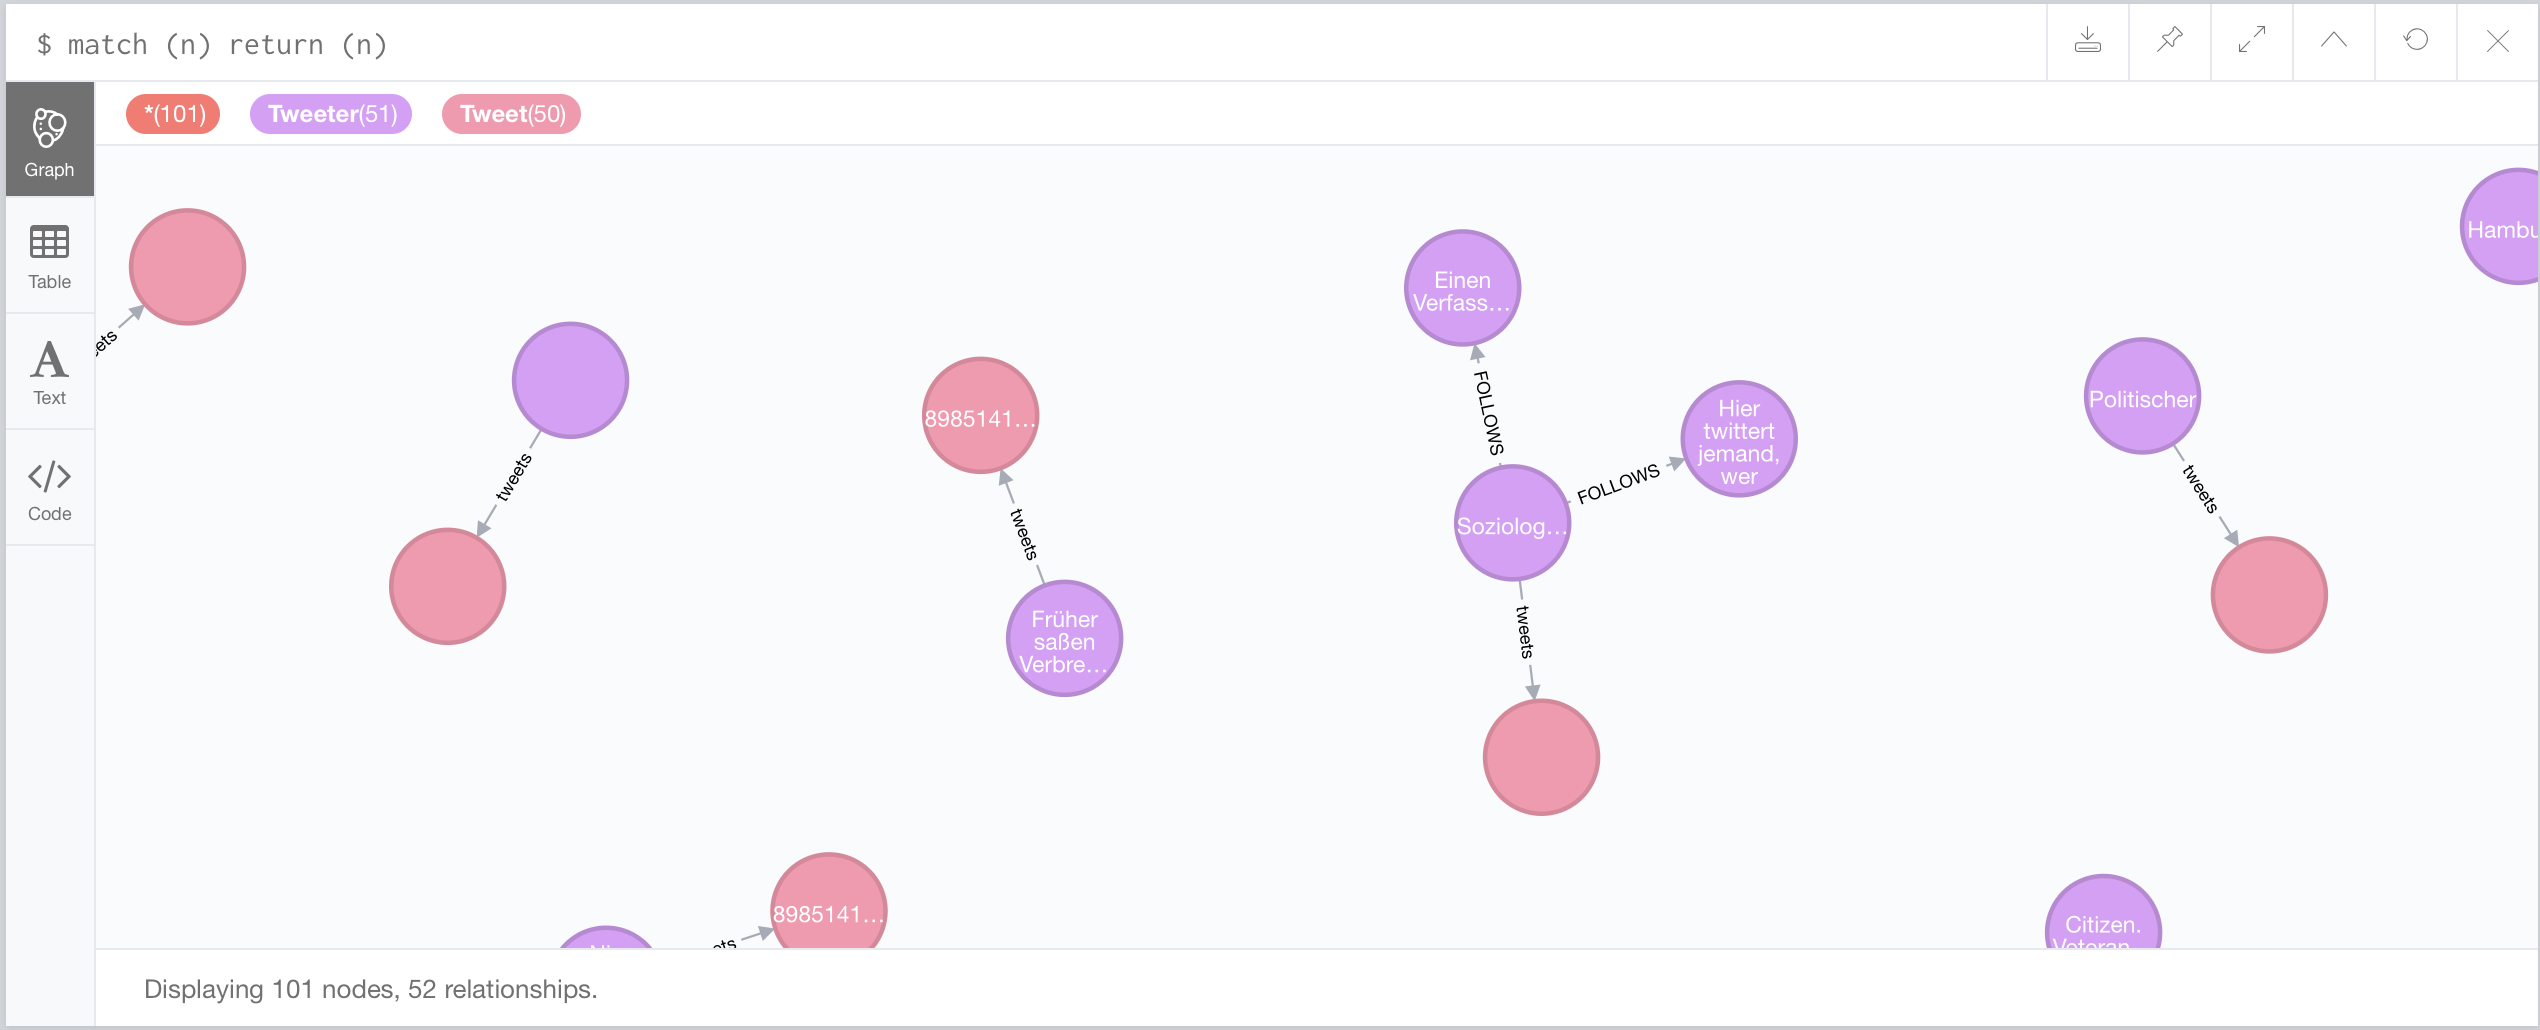 $ match (n) return (n)
*(101) Tweeter(51) Tweet(50)
Graph
Table
Text
Code
tweets
8985141...
tweets
Früher
saßen
Verbre...
Einen
Verfass...
FOLLOWS
Hier
twittert
jemand,
wer
FOLLOWS
Soziolog...
tweets
Politischer
tweets
Hambu
8985141...
Citizen.
Displaying 101 nodes, 52 relationships.